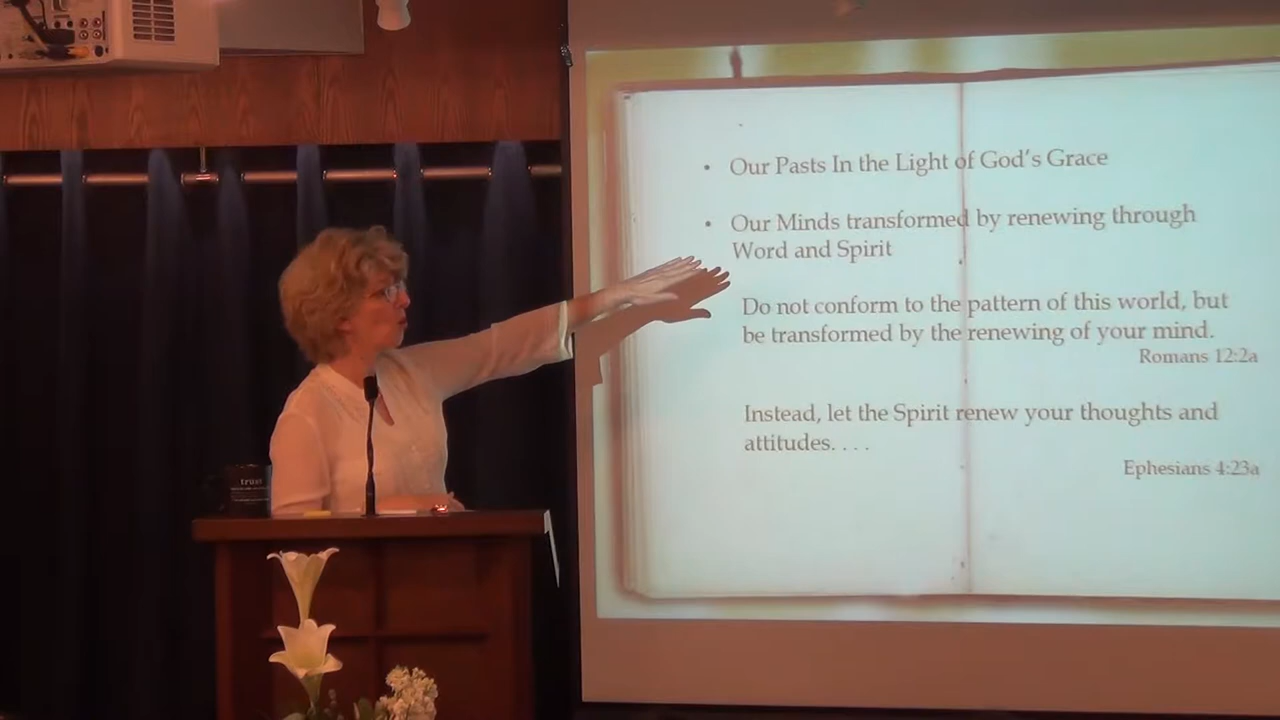 • Our Pasts In the Light of God's Grace
• Our Minds transformed by renewing through
Word and Spirit
Do not conform to the pattern of this world, but
be transformed by the renewing of your mind.
Romans 12:2a
Instead, let the Spirit renew your thoughts and
attitudes. . . .
Ephesians 4:23a
trust